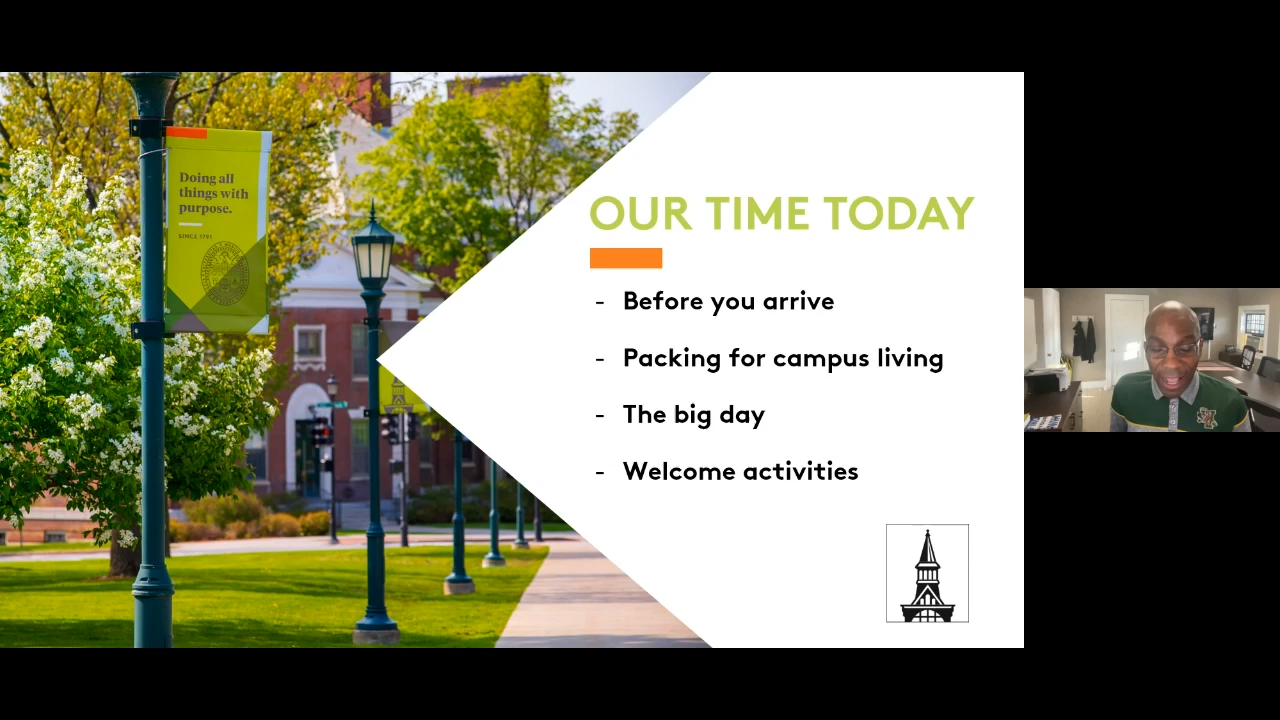 Doing all
things with
purpose.
SINCE 1791
OUR TIME TODAY
- Before you arrive
- Packing for campus living
- The big day
- Welcome activities